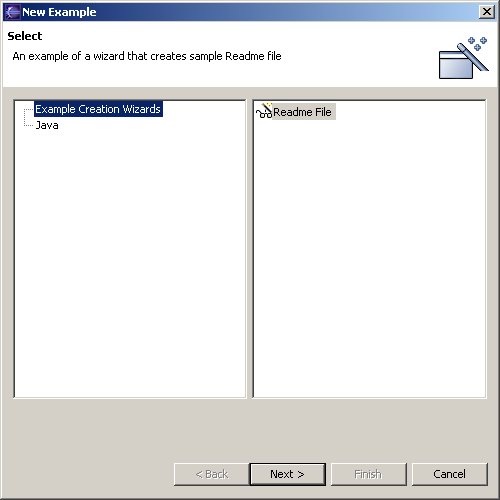 New Example
Select
An example of a wizard that creates sample Readme file
Example Creation Wizards
Java
Readme File
< Back
Next >
Finish
Cancel